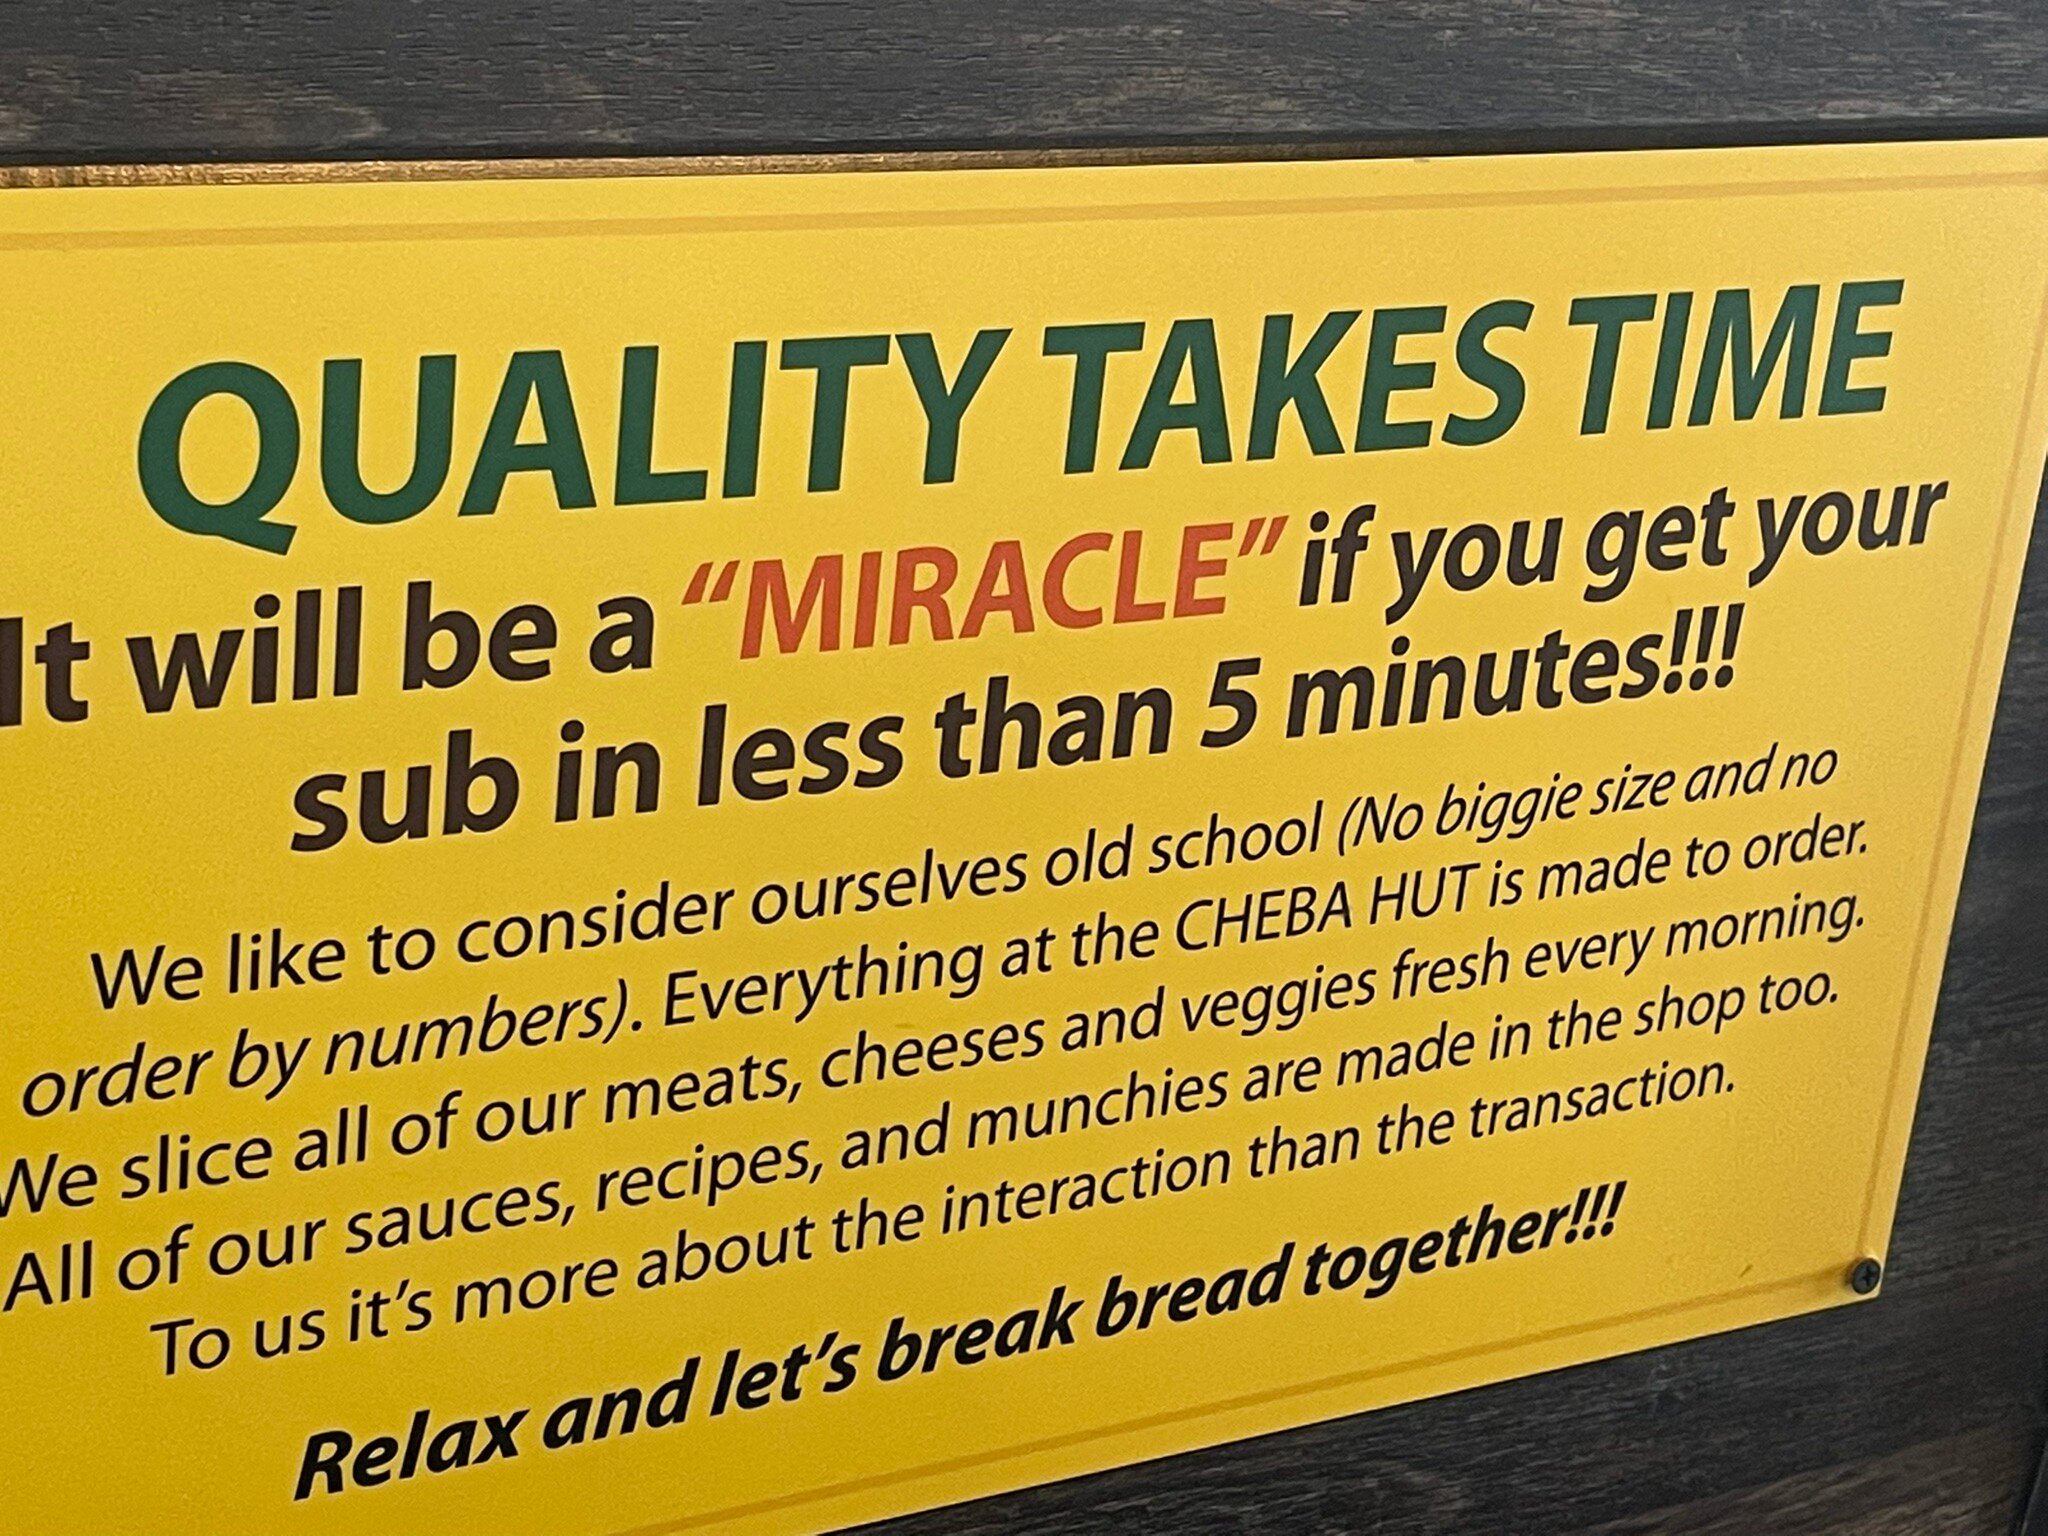 QUALITY TAKES TIME
It will be a “MIRACLE” if you get your
sub in less than 5 minutes!!!
We like to consider ourselves old school (No biggie size and no
order by numbers). Everything at the CHEBA HUT is made to order.
We slice all of our meats, cheeses and veggies fresh every morning.
All of our sauces, recipes, and munchies are made in the shop too.
To us it’s more about the interaction than the transaction.
Relax and let’s break bread together!!!